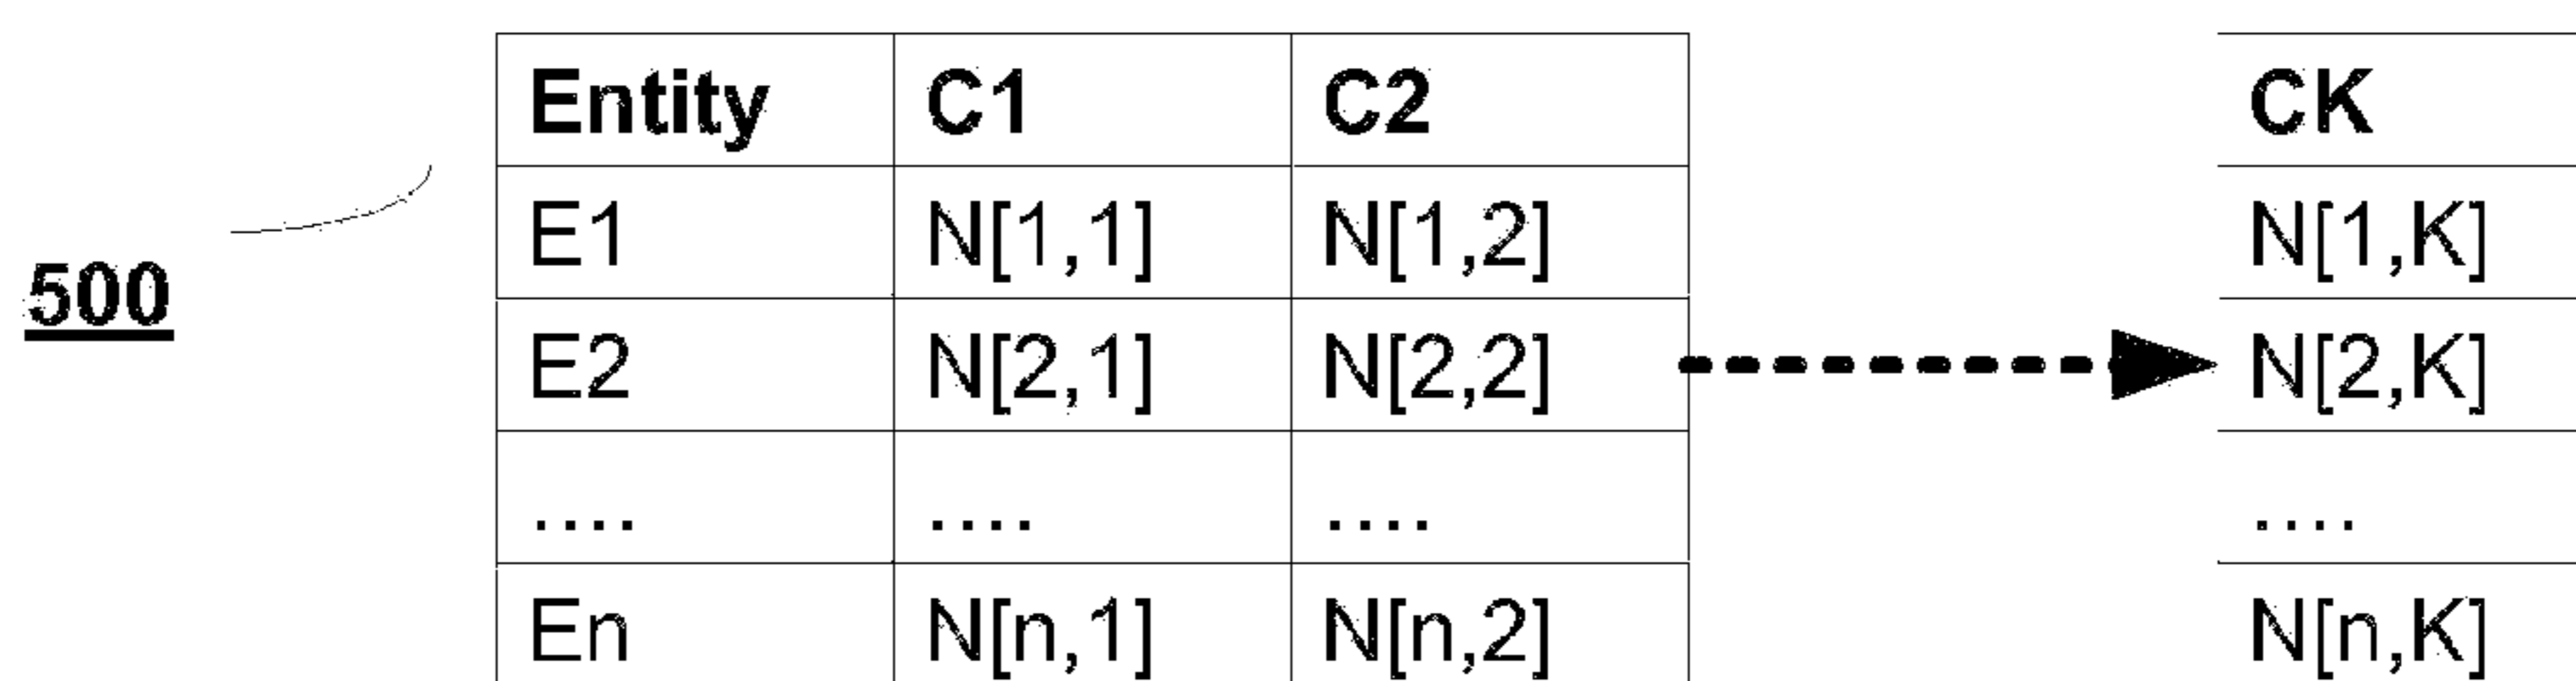 Entity C1 C2 CK
E1 N[1,1] N[1,2] N[1,K]
500
E2 N[2,1] N[2,2] N[2,K]
.... .... .... ....
En N[n,1] N[n,2] N[n,K]